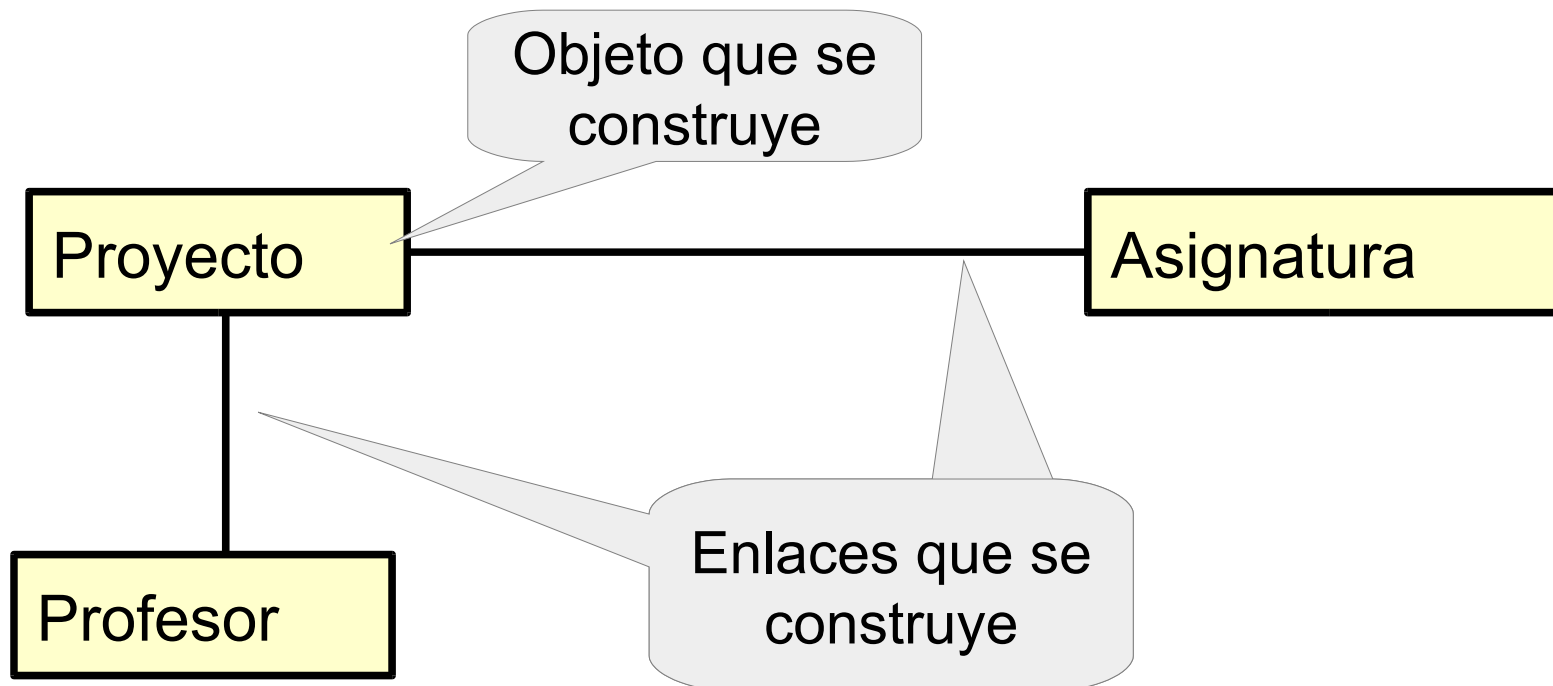 Objeto que se
construye
Proyecto
Asignatura
Enlaces que se
construye
Profesor